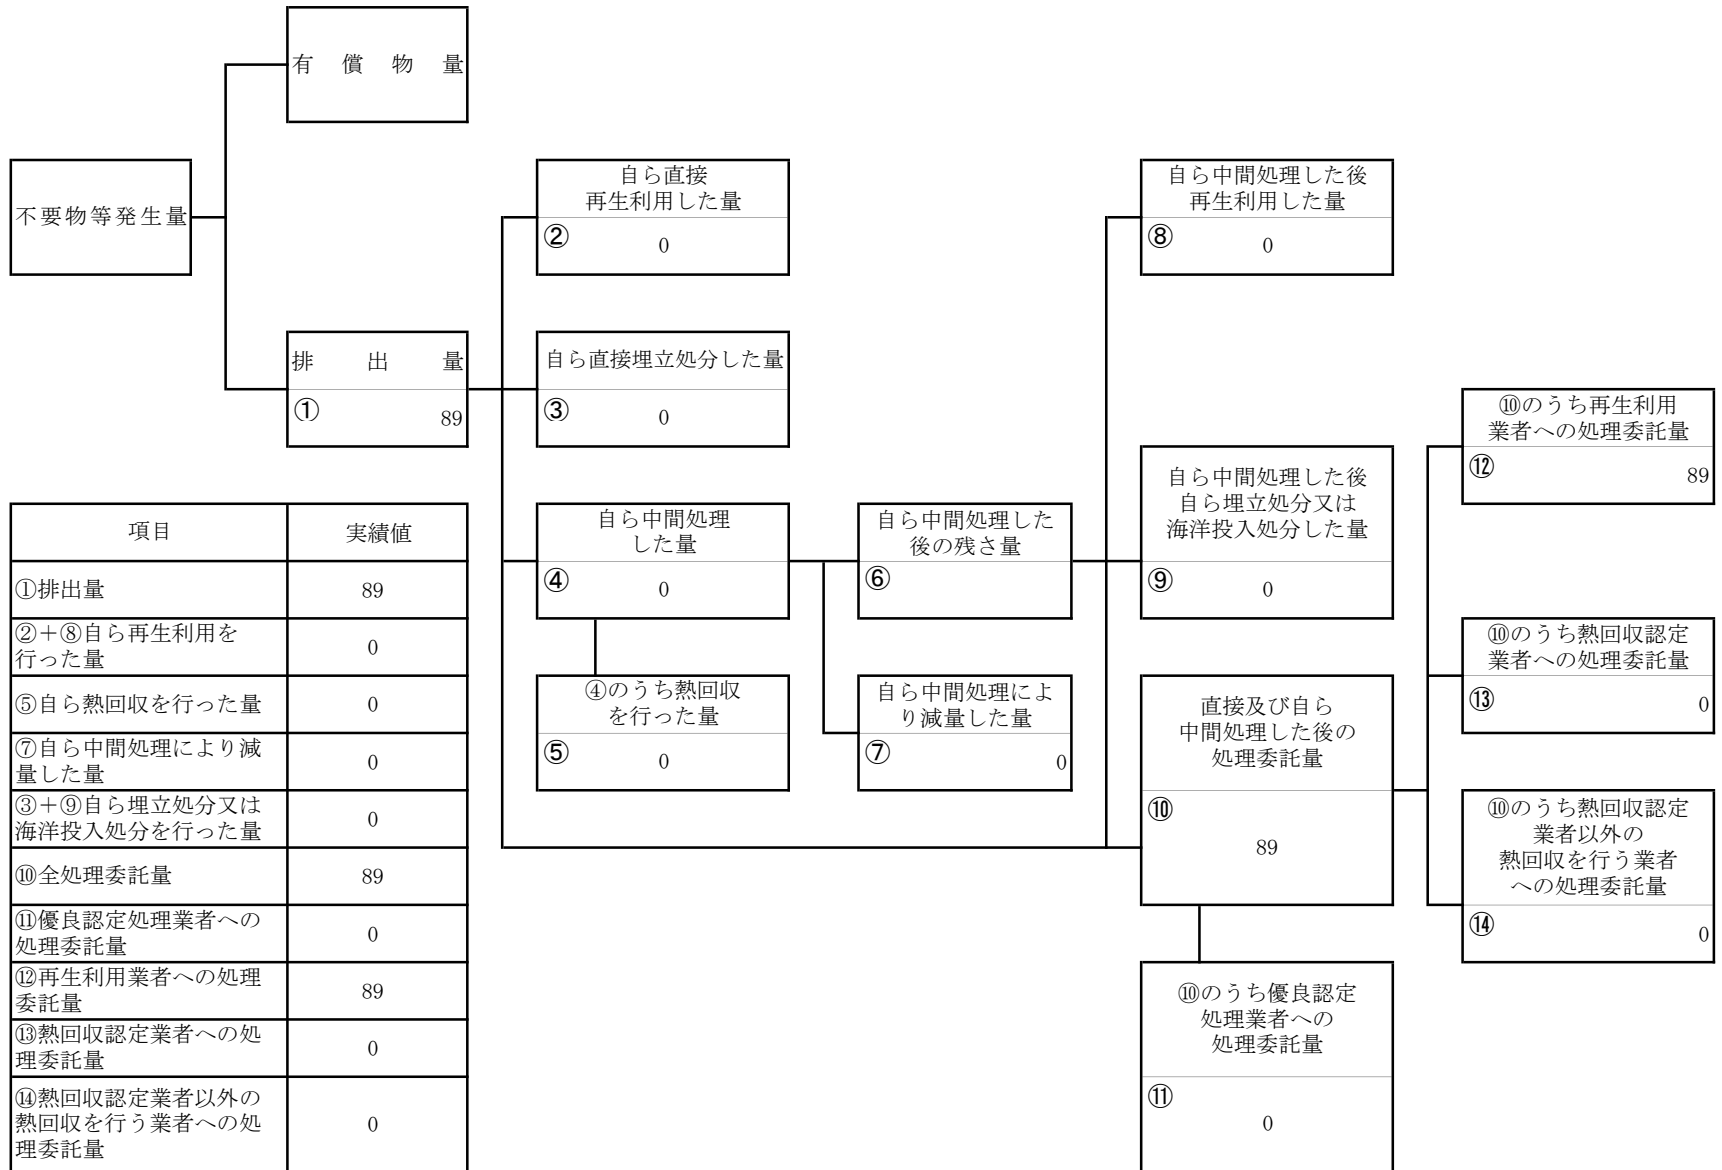 有償物量
不要物等発生量
排出量
①
89
自ら直接
再生利用した量
②
0
自ら直接埋立処分した量
③
0
自ら中間処理
した量
④
0
④のうち熱回収
を行った量
⑤
0
自ら中間処理した
後の残さ量
⑥
自ら中間処理によ
り減量した量
⑦
0
自ら中間処理した後
再生利用した量
⑧
0
自ら中間処理した後
自ら埋立処分又は
海洋投入処分した量
⑨
0
直接及び自ら
中間処理した後の
処理委託量
⑩
89
⑩のうち優良認定
処理業者への
処理委託量
⑪
0
⑩のうち再生利用
業者への処理委託量
⑫
89
⑩のうち熱回収認定
業者への処理委託量
⑬
0
⑩のうち熱回収認定
業者以外の
熱回収を行う業者
への処理委託量
⑭
0
項目 実績値
①排出量 89
②＋⑧自ら再生利用を
行った量 0
⑤自ら熱回収を行った量 0
⑦自ら中間処理により減
量した量 0
③＋⑨自ら埋立処分又は
海洋投入処分を行った量 0
⑩全処理委託量 89
⑪優良認定処理業者への
処理委託量 0
⑫再生利用業者への処理
委託量 89
⑬熱回収認定業者への処
理委託量 0
⑭熱回収認定業者以外の
熱回収を行う業者への処
理委託量 0